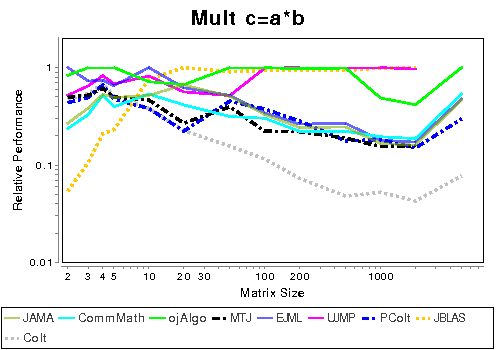 Mult c=a*b
1
0.1
0.01
Relative Performance
2 3 4 5 10 20 30 100 200 1000
Matrix Size
JAMA CommMath ojAlgo MTJ EJML UJMP PColt JBLAS
Colt